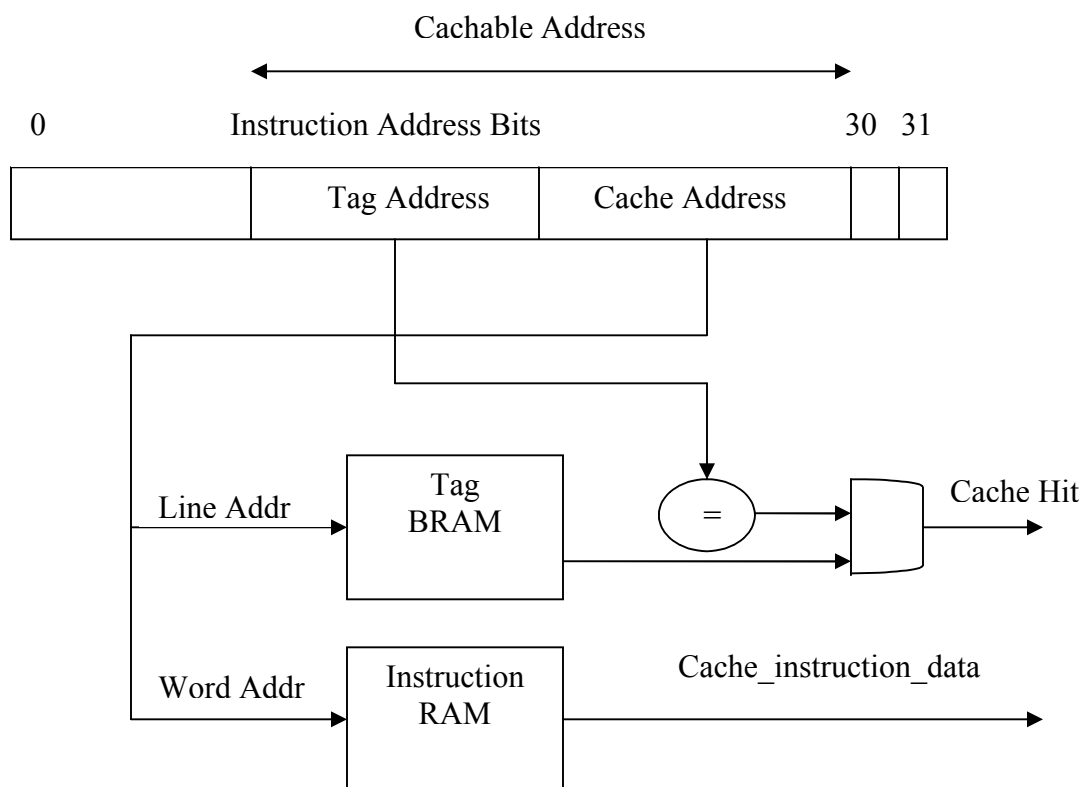 Cachable Address
0 Instruction Address Bits 30 31
Tag Address Cache Address
Line Addr
Tag
BRAM
=
Cache Hit
Word Addr
Instruction
RAM
Cache_instruction_data